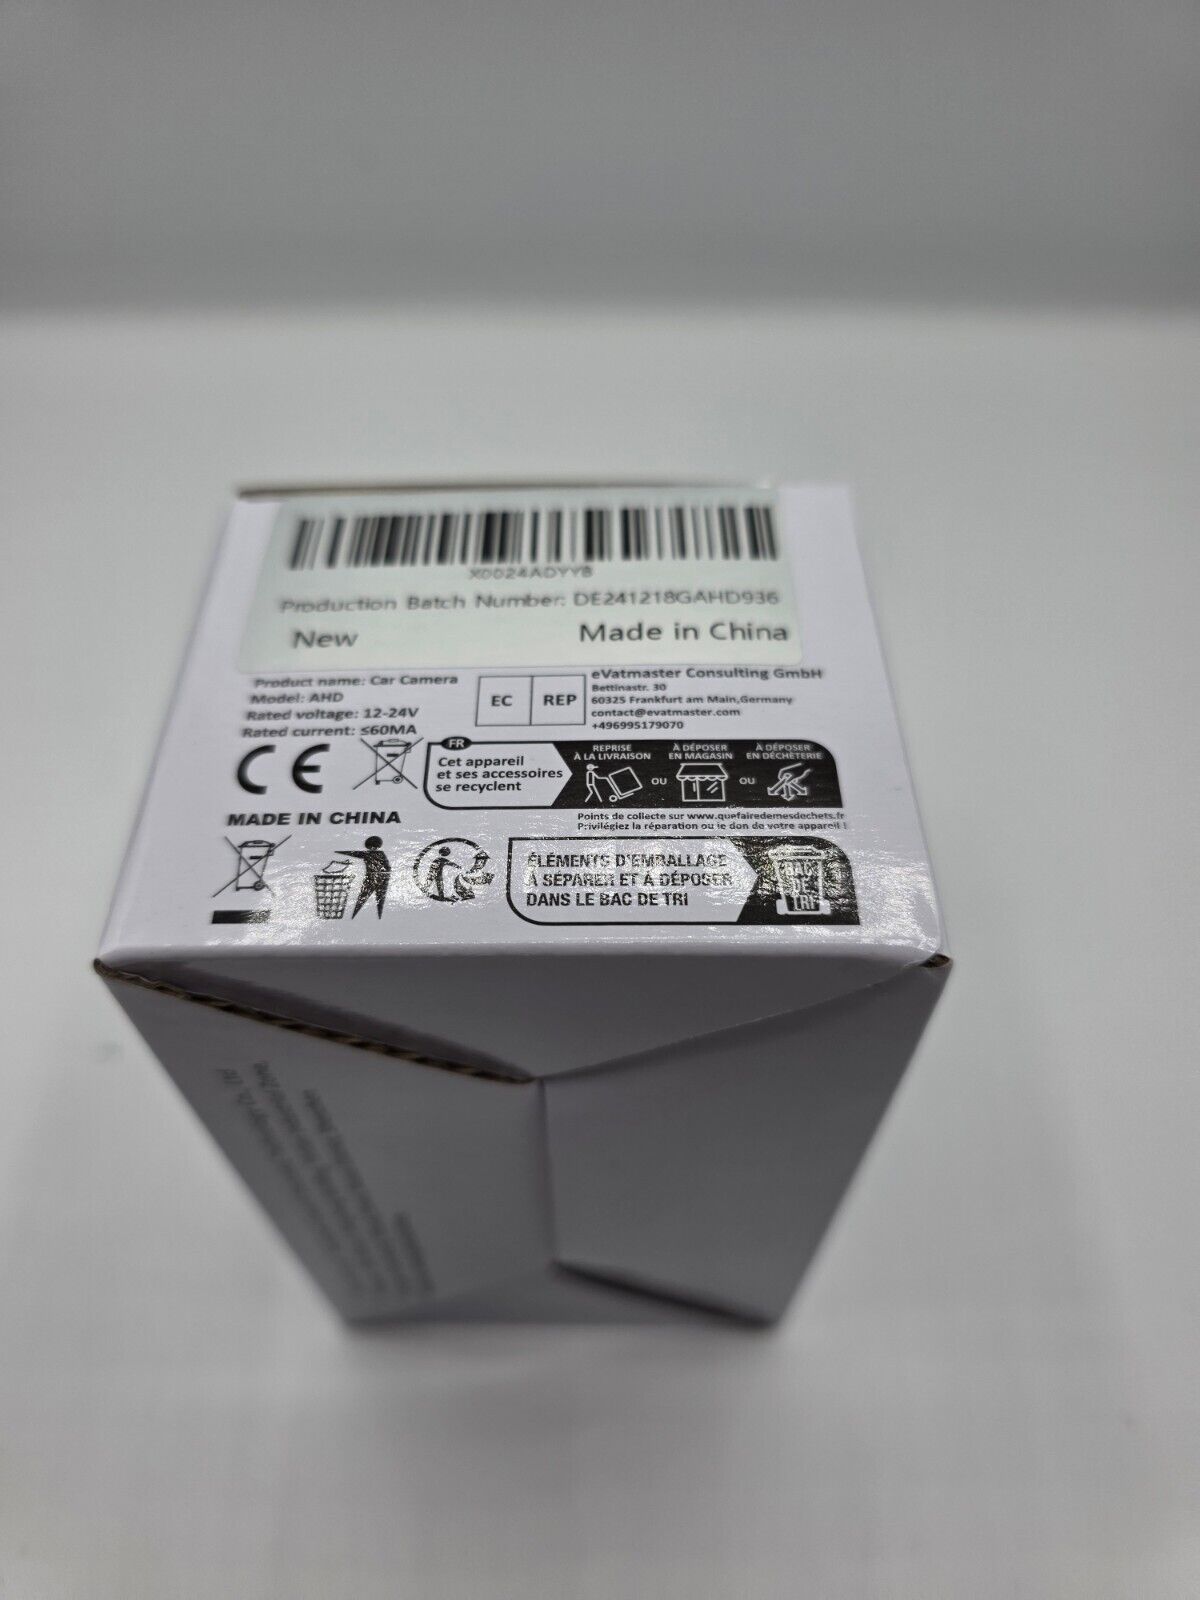 X0024ADYYB
Production Batch Number: DE241218GAHD936
New
Made in China
Product name: Car Camera
Model: AHD
Rated voltage: 12-24V
Rated current: ≤60MA
EC REP
eVatmaster Consulting GmbH
Bettinastr. 30
60325 Frankfurt am Main,Germany
contact@evatmaster.com
+496995179070
CE
FR
Cet appareil
et ses accessoires
se recyclent
REPRISE
À LA LIVRAISON
OU
À DÉPOSER
EN MAGASIN
OU
À DÉPOSER
EN DÉCHÈTERIE
Points de collecte sur www.quefairedemesdechets.fr
Privilégiez la réparation ou le don de votre appareil !
MADE IN CHINA
ÉLÉMENTS D'EMBALLAGE
À SÉPARER ET À DÉPOSER
DANS LE BAC DE TRI
BAC
DE
TRI